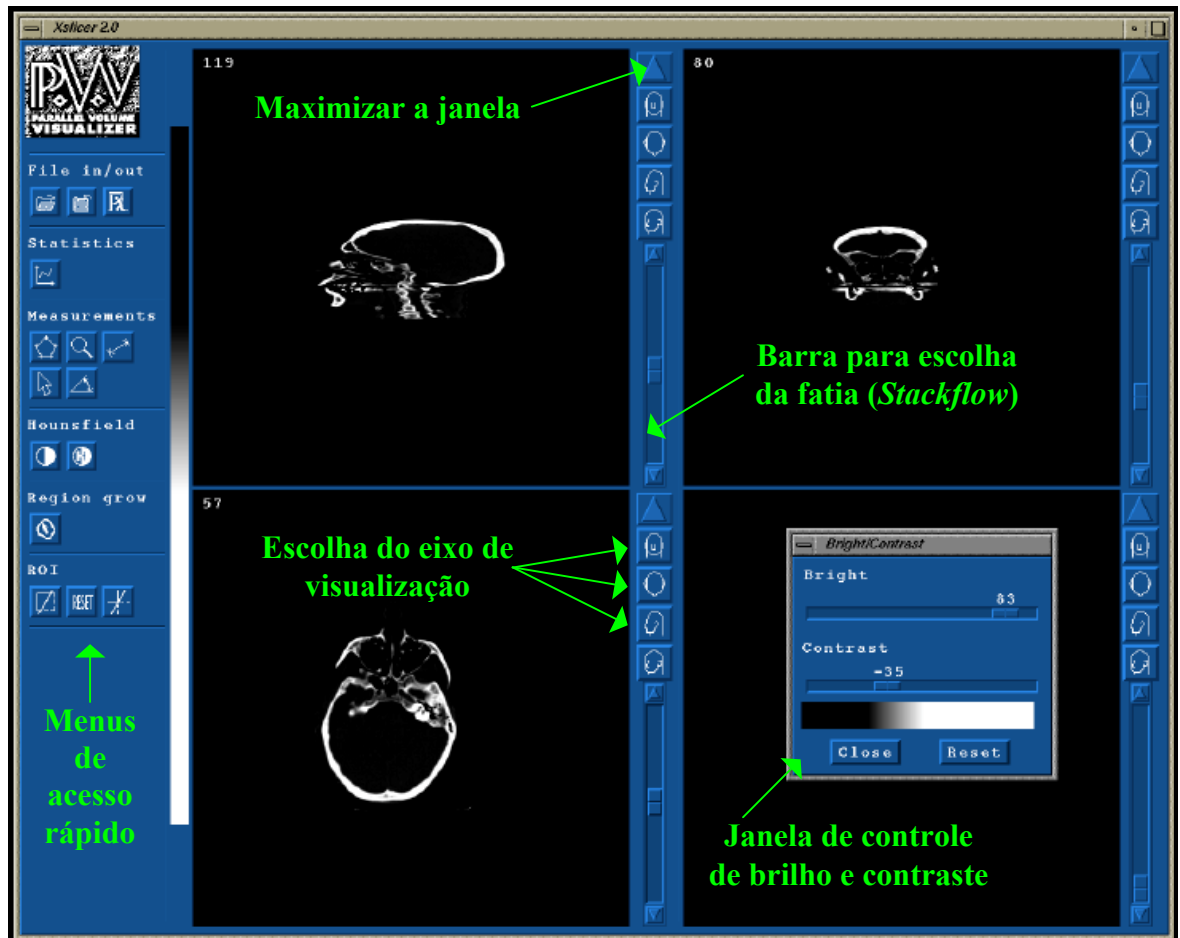 Xslicer 2.0
P.V.V
PARALLEL VOLUME
VISUALIZER
File in/out
Statistics
Measurements
Hounsfield
Region grow
ROI
RESET
Menus
de
acesso
rápido
119
Maximizar a janela
80
Barra para escolha
da fatia (Stackflow)
57
Escolha do eixo de
visualização
Bright/Contrast
Bright
83
Contrast
-35
Close
Reset
Janela de controle
de brilho e contraste